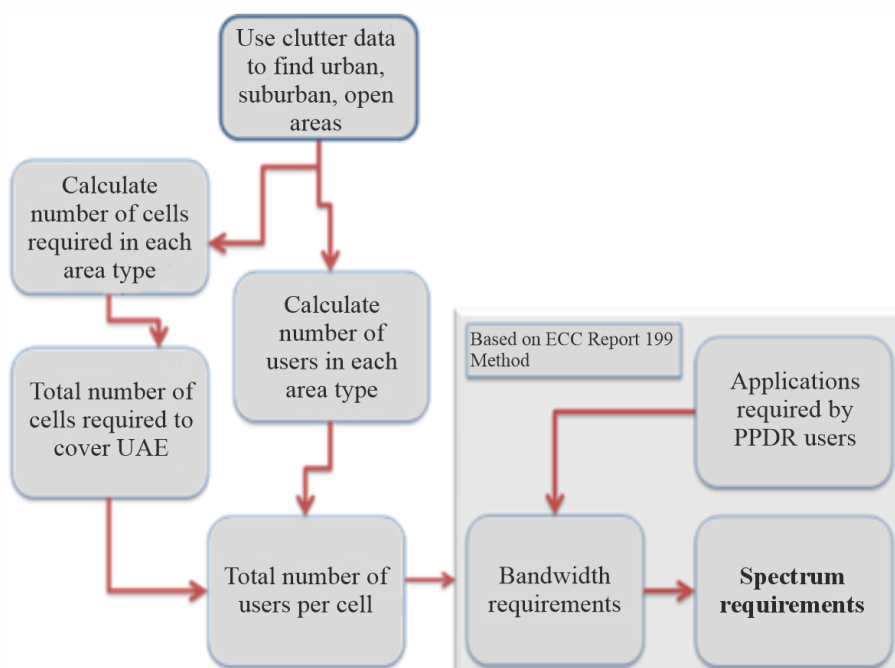 Use clutter data
to find urban,
suburban, open
areas
Calculate
number of cells
required in each
area type
Calculate
number of
users in each
area type
Based on ECC Report 199
Method
Applications
required by
PPDR users
Total number of
cells required to
cover UAE
Total number of
users per cell
Bandwidth
requirements
Spectrum
requirements